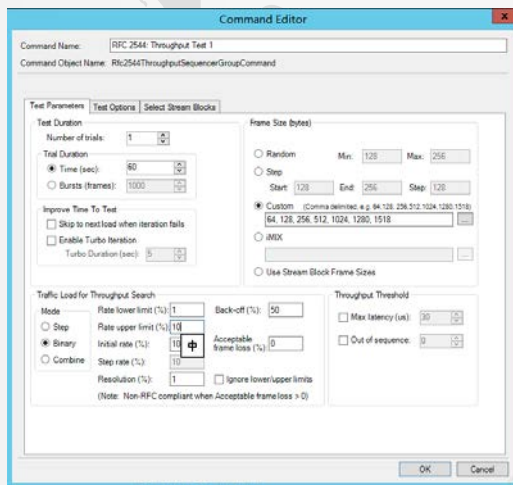 Command Editor
x
Command Name: RFC 2544: Throughput Test 1
Command Object Name: Rfc2544ThroughputSequencerGroupCommand
Test Parameters Test Options Select Stream Blocks
Test Duration
Number of trials: 1
Trial Duration
Time (sec): 60
Bursts (frames): 1000
Improve Time To Test
Skip to next load when iteration fails
Enable Turbo Iteration
Turbo Duration (sec): 5
Frame Size (bytes)
Random Min: 128 Max: 256
Step
Start: 128 End: 256 Step: 128
Custom (Comma delimited, e.g. 64,128,256,512,1024,1280,1518)
64, 128, 256, 512, 1024, 1280, 1518 ...
iMIX
...
Use Stream Block Frame Sizes
Traffic Load for Throughput Search
Mode
Step
Binary
Combine
Rate lower limit (%): 1 Back-off (%): 50
Rate upper limit (%): 10
Initial rate (%): 10 中 Acceptable frame loss (%): 0
Step rate (%): 10
Resolution (%): 1 Ignore lower/upper limits
(Note: Non-RFC compliant when Acceptable frame loss > 0)
Throughput Threshold
Max latency (us): 30
Out of sequence: 0
OK Cancel